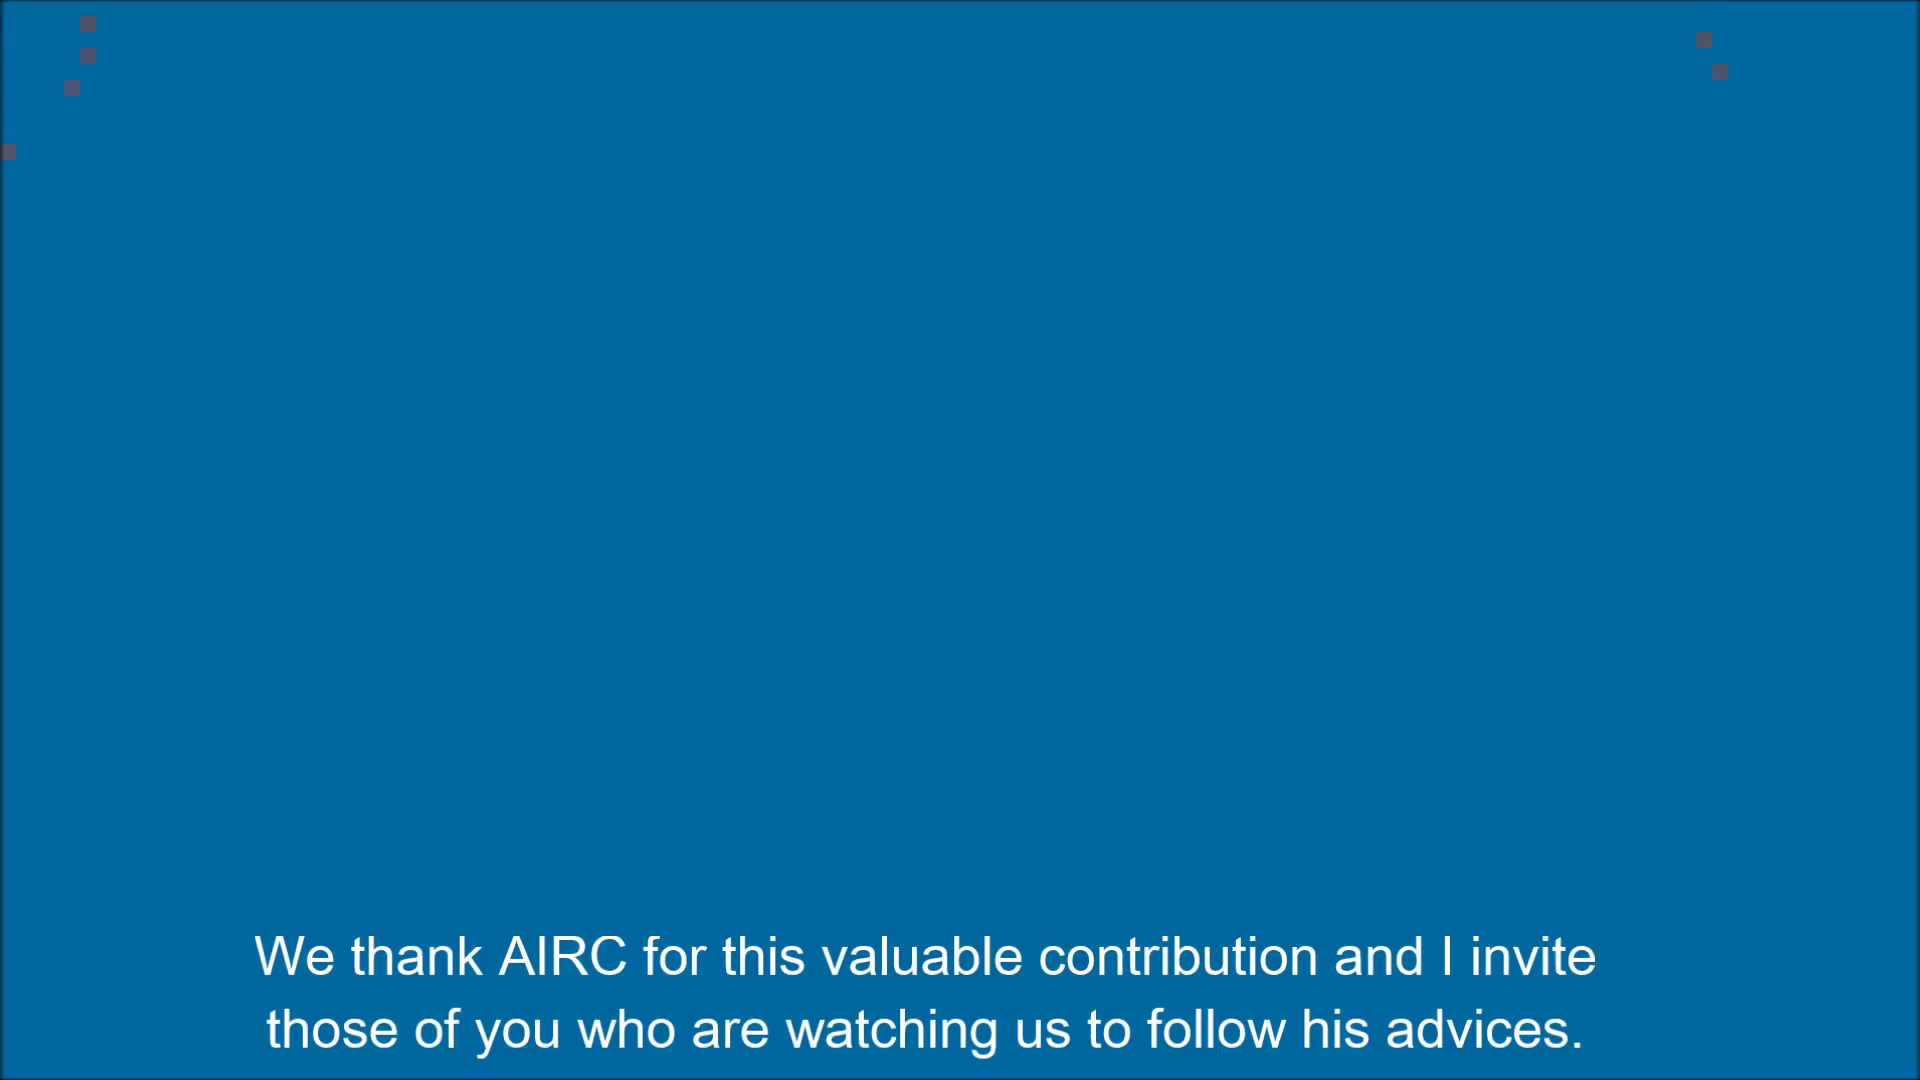 We thank AIRC for this valuable contribution and I invite
those of you who are watching us to follow his advices.